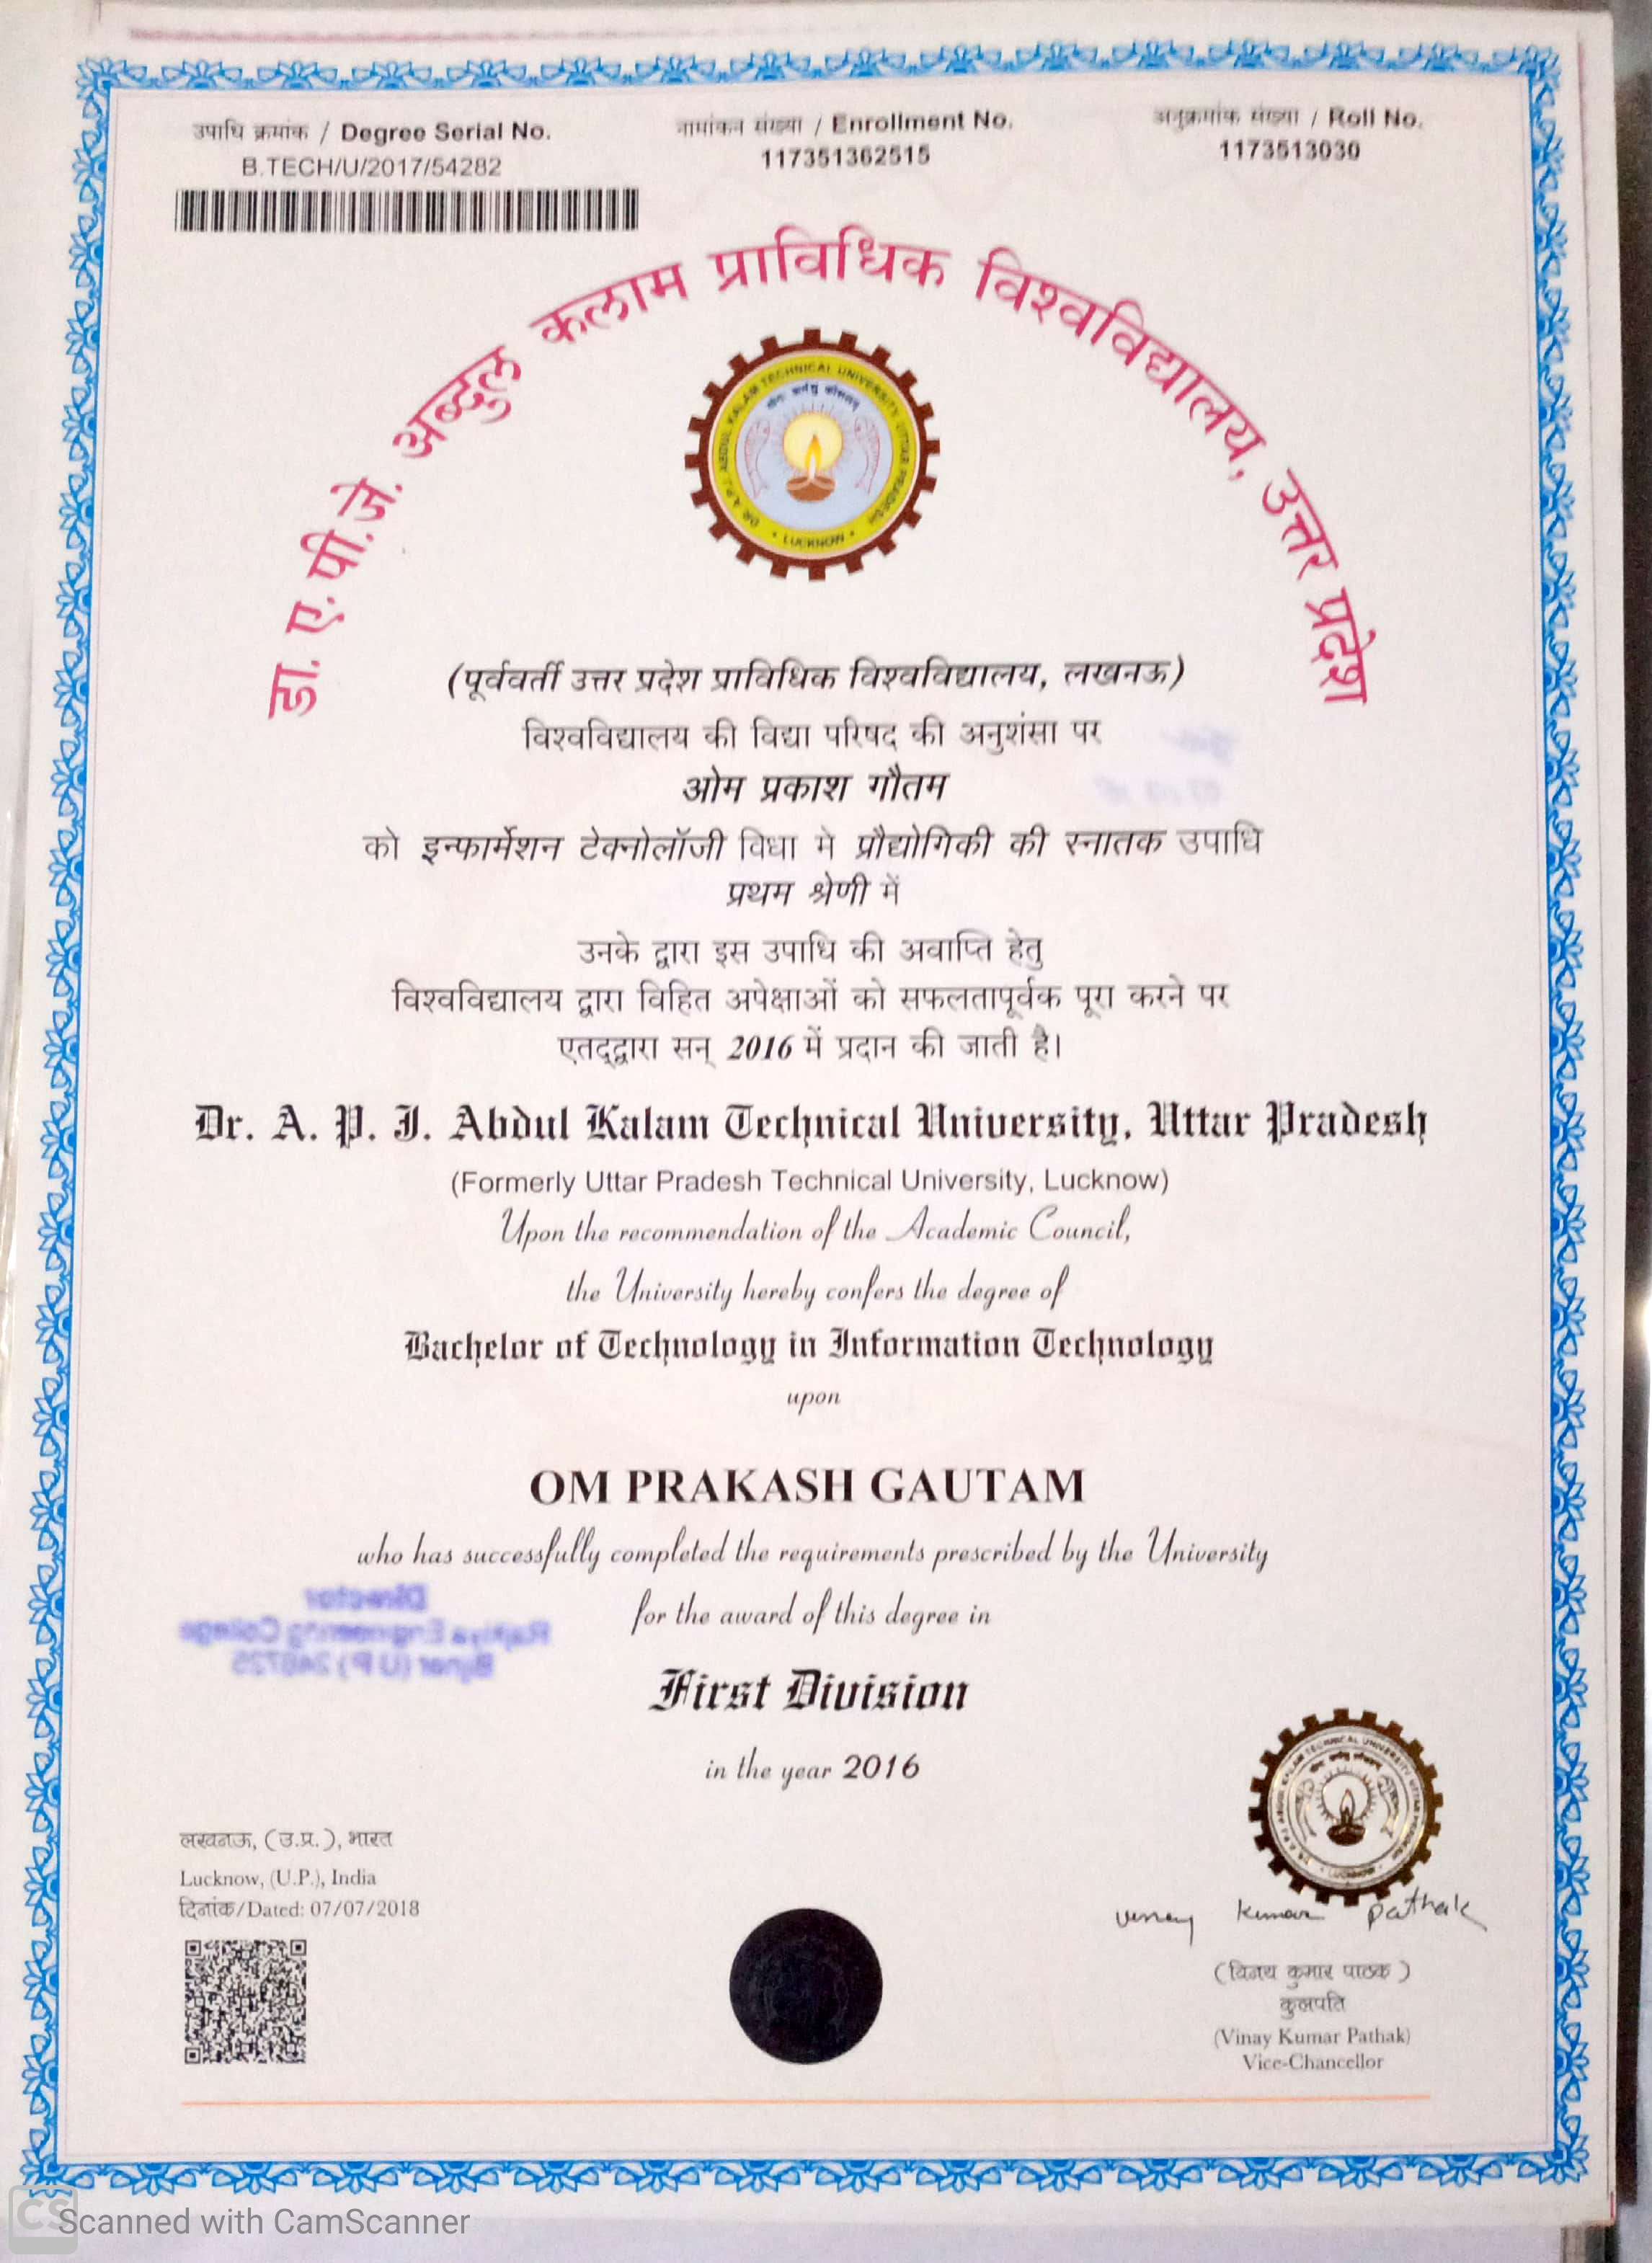 उपाधि क्रमांक / Degree Serial No.
B.TECH/U/2017/54282
नामांकन संख्या / Enrollment No.
117351362515
अनुक्रमांक संख्या / Roll No.
1173513030
डा. ए. पी.जे. अब्दुल कलाम प्राविधिक विश्वविद्यालय, उत्तर प्रदेश
DR. A.P.J. ABDUL KALAM TECHNICAL UNIVERSITY UTTAR PRADESH
• LUCKNOW •
(पूर्ववर्ती उत्तर प्रदेश प्राविधिक विश्वविद्यालय, लखनऊ)
विश्वविद्यालय की विद्या परिषद की अनुशंसा पर
ओम प्रकाश गौतम
को इन्फार्मेशन टेक्नोलॉजी विधा मे प्रौद्योगिकी की स्नातक उपाधि
प्रथम श्रेणी में
उनके द्वारा इस उपाधि की अवाप्ति हेतु
विश्वविद्यालय द्वारा विहित अपेक्षाओं को सफलतापूर्वक पूरा करने पर
एतद्द्वारा सन् 2016 में प्रदान की जाती है।
Dr. A. P. J. Abdul Kalam Technical University, Uttar Pradesh
(Formerly Uttar Pradesh Technical University, Lucknow)
Upon the recommendation of the Academic Council,
the University hereby confers the degree of
Bachelor of Technology in Information Technology
upon
OM PRAKASH GAUTAM
who has successfully completed the requirements prescribed by the University
for the award of this degree in
Director
Rajkiya Engineering College
Bijnor (U.P.) 246725
First Division
in the year 2016
लखनऊ, (उ.प्र.), भारत
Lucknow, (U.P.), India
दिनांक/Dated: 07/07/2018
Vinay Kumar Pathak
(विनय कुमार पाठक)
कुलपति
(Vinay Kumar Pathak)
Vice-Chancellor
CS
Scanned with CamScanner